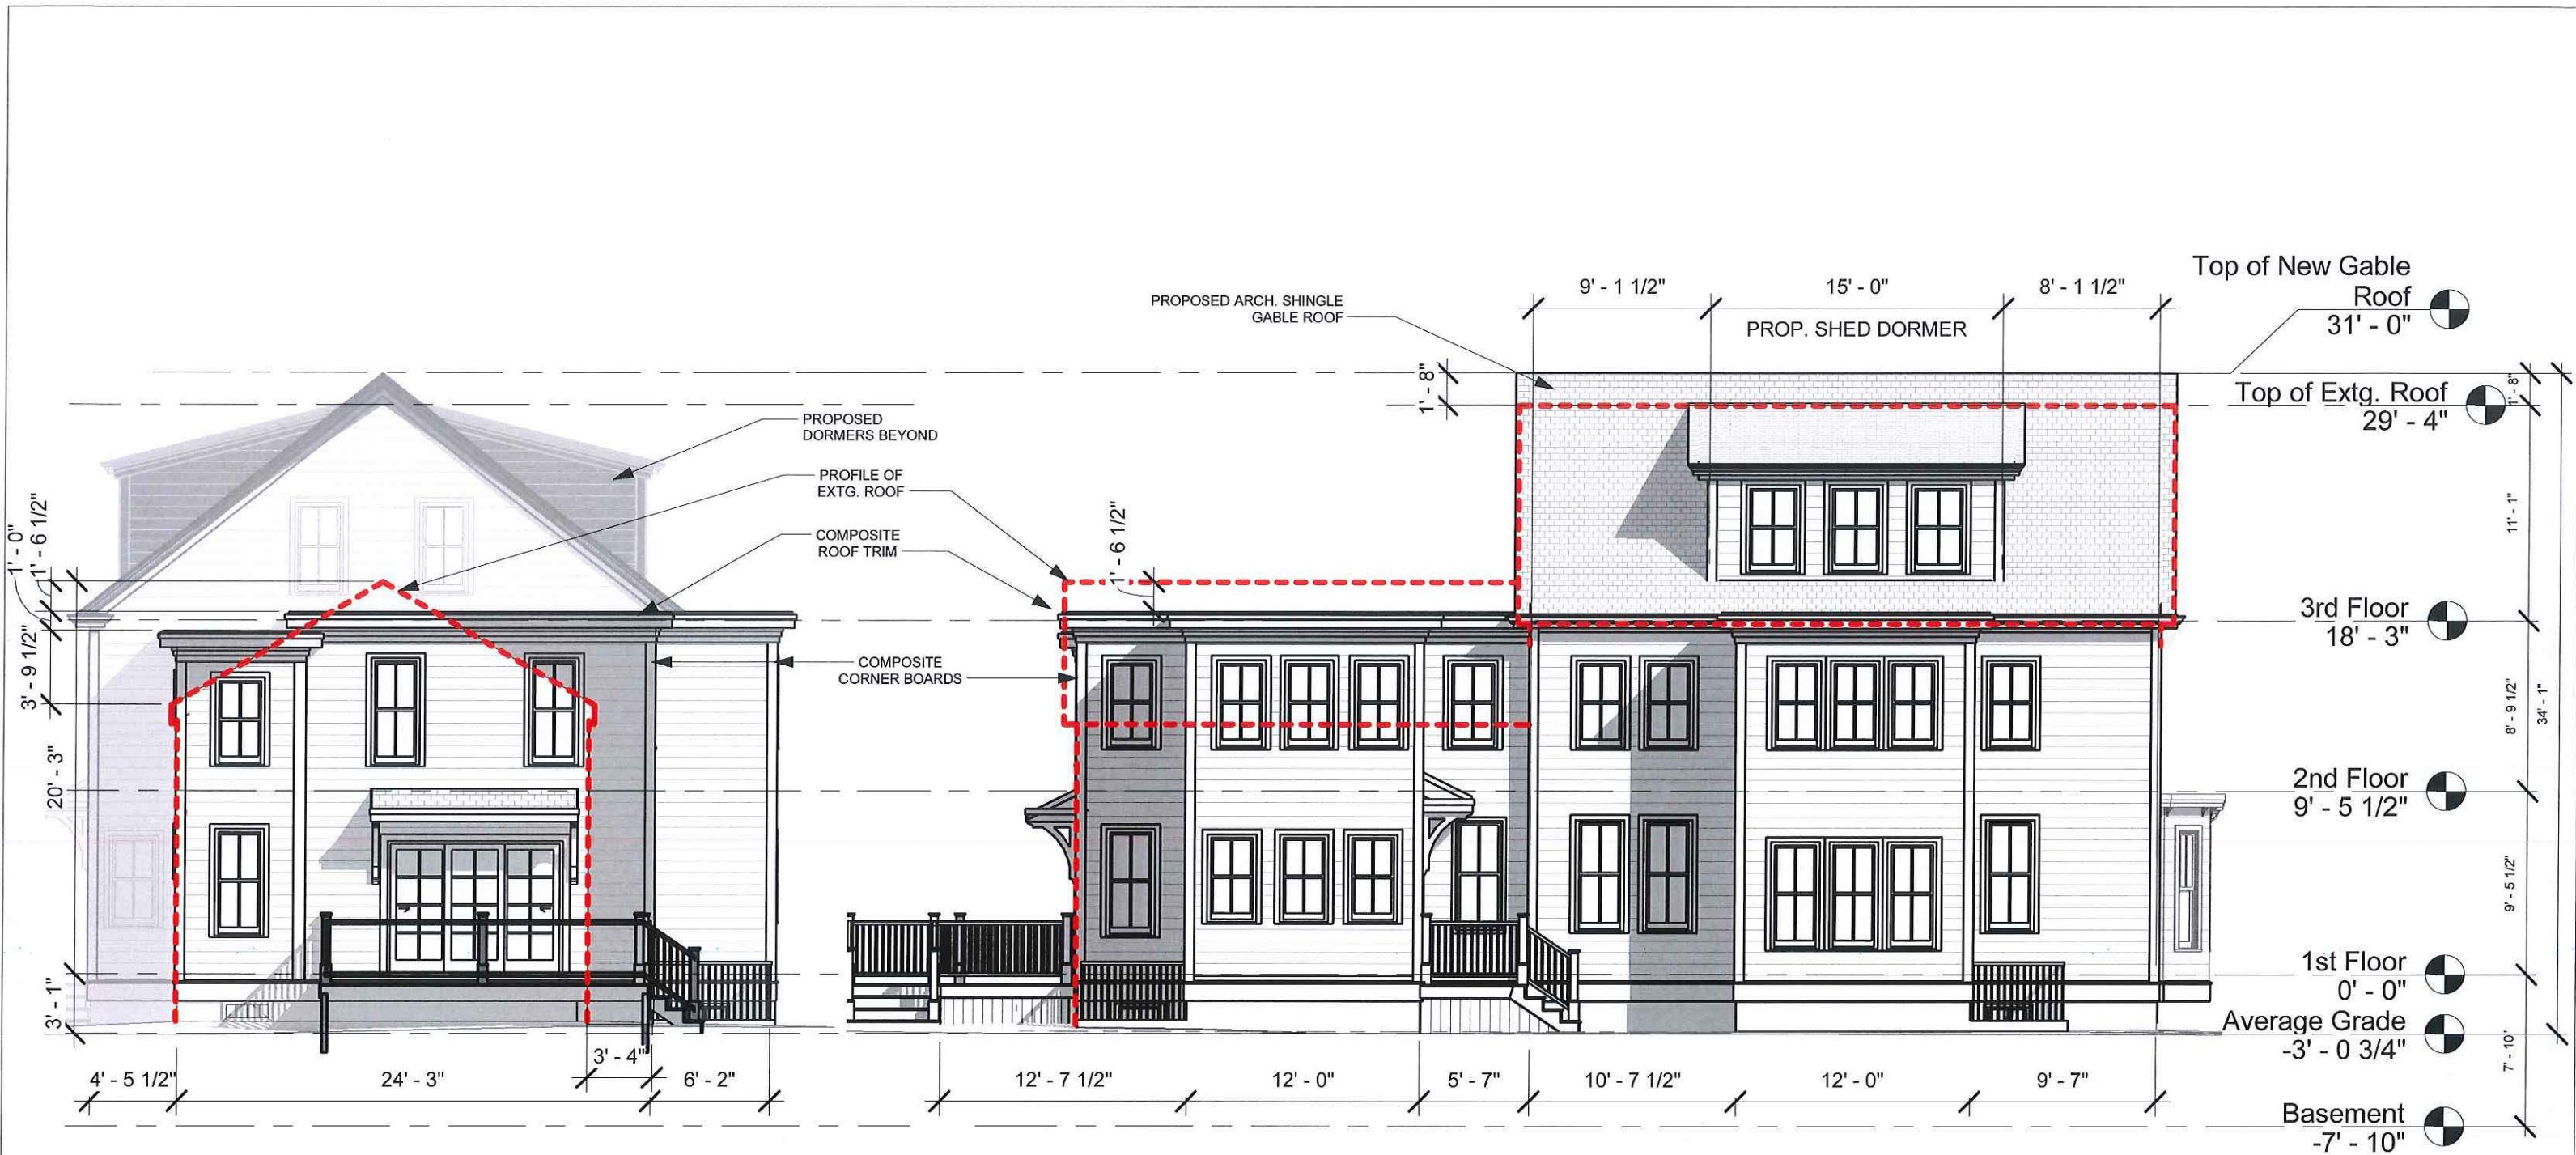 Top of New Gable
Roof
31' - 0"
9' - 1 1/2"
15' - 0"
8' - 1 1/2"
PROP. SHED DORMER
PROPOSED ARCH. SHINGLE
GABLE ROOF
1' - 8"
1' - 8"
Top of Extg. Roof
29' - 4"
PROPOSED
DORMERS BEYOND
PROFILE OF
EXTG. ROOF
COMPOSITE
ROOF TRIM
COMPOSITE
CORNER BOARDS
1' - 0"
1' - 6 1/2"
3' - 9 1/2"
20' - 3"
3' - 1"
1' - 6 1/2"
11' - 1"
3rd Floor
18' - 3"
8' - 9 1/2"
34' - 1"
2nd Floor
9' - 5 1/2"
9' - 5 1/2"
1st Floor
0' - 0"
Average Grade
-3' - 0 3/4"
7' - 10"
Basement
-7' - 10"
4' - 5 1/2"
24' - 3"
3' - 4"
6' - 2"
12' - 7 1/2"
12' - 0"
5' - 7"
10' - 7 1/2"
12' - 0"
9' - 7"